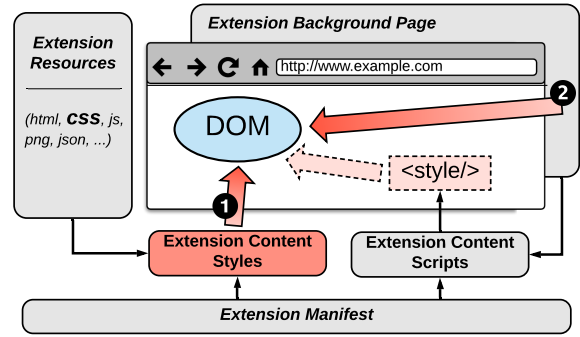 Extension Background Page
Extension
Resources
(html, css, js,
png, json, ...)
http://www.example.com
2
DOM
<style/>
1
Extension Content
Styles
Extension Content
Scripts
Extension Manifest